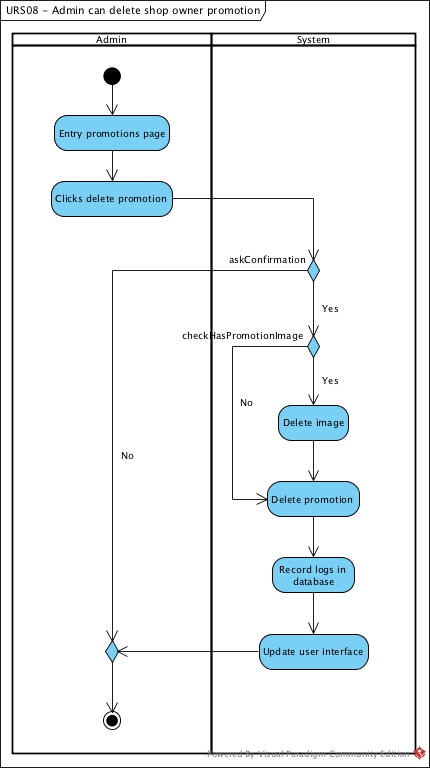 URS08 - Admin can delete shop owner promotion
Admin
System
Entry promotions page
Clicks delete promotion
askConfirmation
Yes
checkHasPromotionImage
Yes
No
Delete image
No
Delete promotion
Record logs in
database
Update user interface
Powered By Visual Paradigm Community Edition